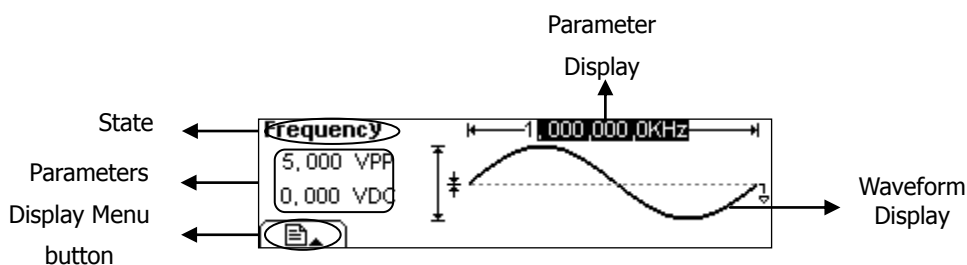 Parameter
Display
State
Frequency
1,000,000,0KHz
5,000 VPP
Parameters
0,000 VDC
Display Menu
button
Waveform
Display